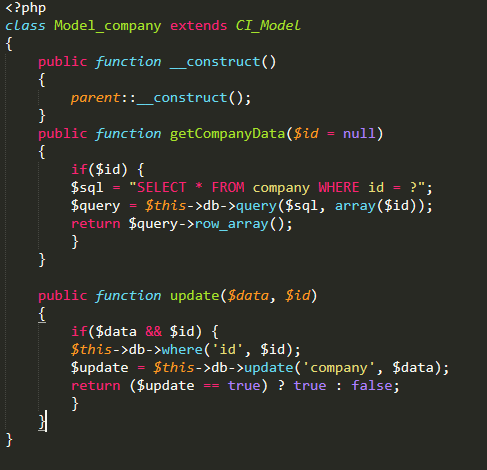 <?php
class Model_company extends CI_Model
{
    public function __construct()
    {
        parent::__construct();
    }
    public function getCompanyData($id = null)
    {
        if($id) {
        $sql = "SELECT * FROM company WHERE id = ?";
        $query = $this->db->query($sql, array($id));
        return $query->row_array();
        }
    }

    public function update($data, $id)
    {
        if($data && $id) {
        $this->db->where('id', $id);
        $update = $this->db->update('company', $data);
        return ($update == true) ? true : false;
        }
    }
}